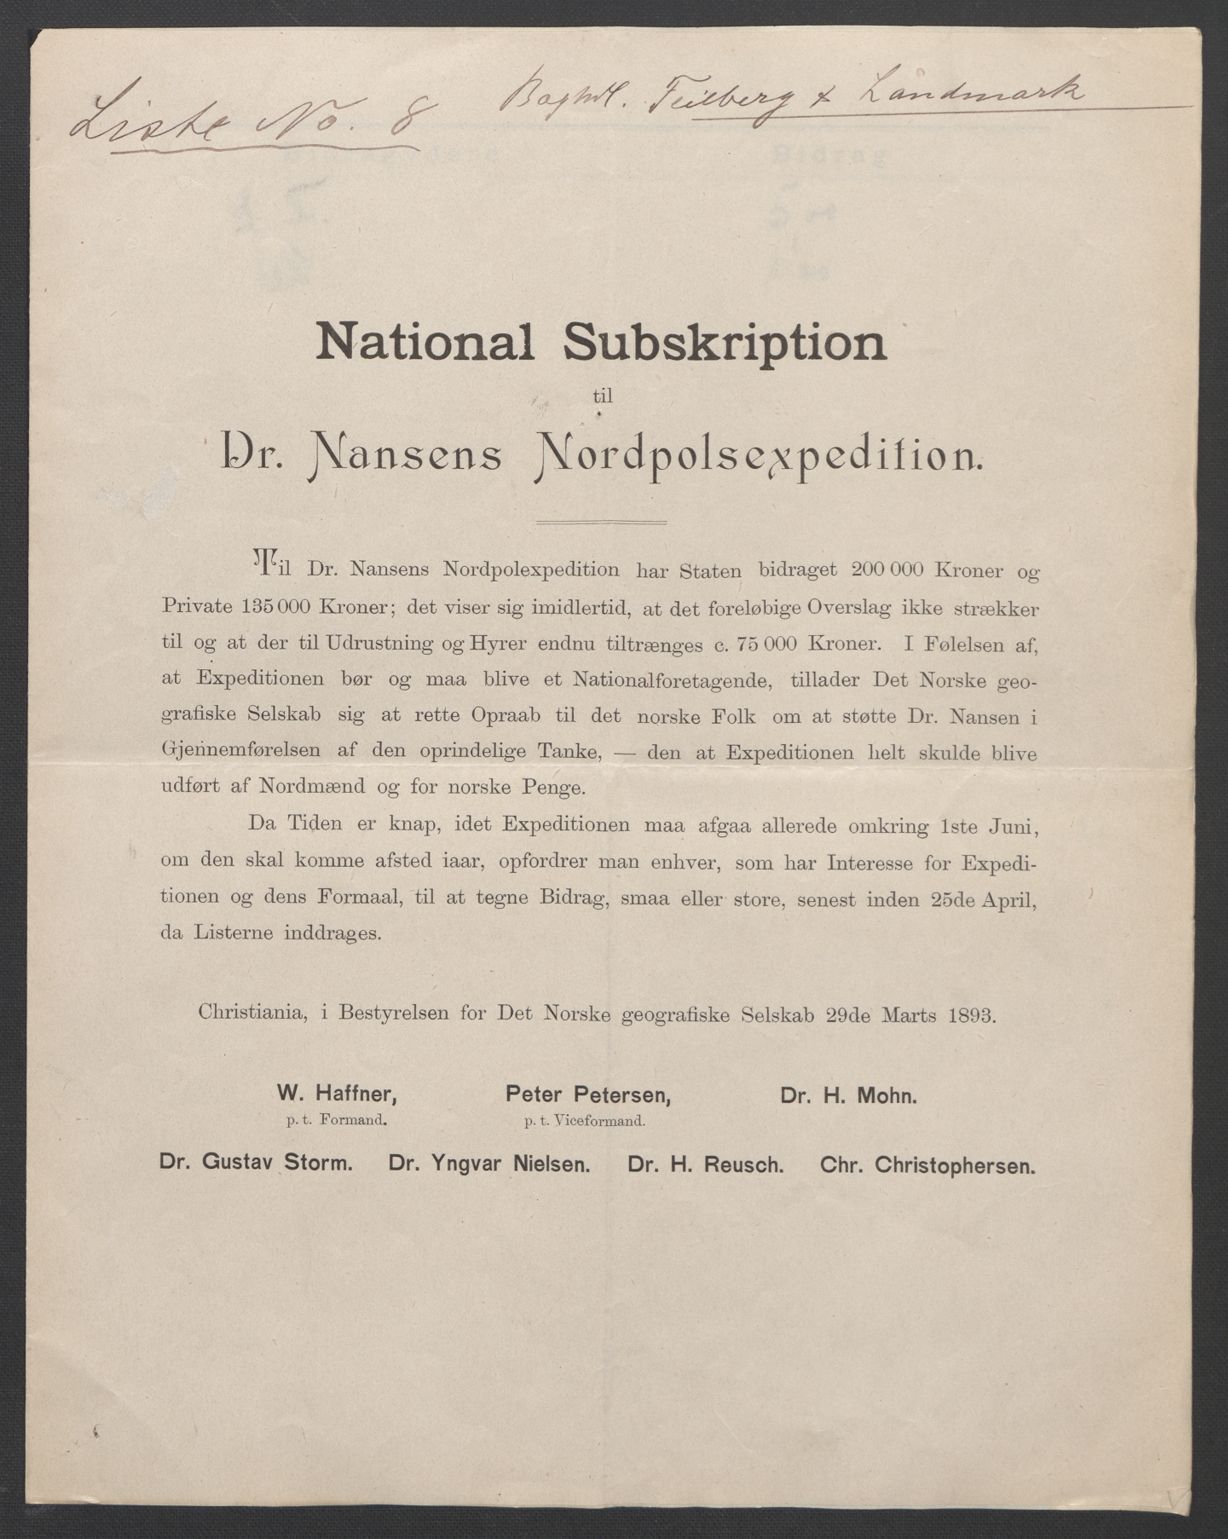 Liste No. 8
Boghdl. Feilberg & Landmark
National Subskription
til
Dr. Nansens Nordpolsexpedition.
Til Dr. Nansens Nordpolexpedition har Staten bidraget 200 000 Kroner og
Private 135 000 Kroner; det viser sig imidlertid, at det foreløbige Overslag ikke strækker
til og at der til Udrustning og Hyrer endnu tiltrænges c. 75 000 Kroner. I Følelsen af,
at Expeditionen bør og maa blive et Nationalforetagende, tillader Det Norske geo-
grafiske Selskab sig at rette Opraab til det norske Folk om at støtte Dr. Nansen i
Gjennemførelsen af den oprindelige Tanke, — den at Expeditionen helt skulde blive
udført af Nordmænd og for norske Penge.
Da Tiden er knap, idet Expeditionen maa afgaa allerede omkring 1ste Juni,
om den skal komme afsted iaar, opfordrer man enhver, som har Interesse for Expedi-
tionen og dens Formaal, til at tegne Bidrag, smaa eller store, senest inden 25de April,
da Listerne inddrages.
Christiania, i Bestyrelsen for Det Norske geografiske Selskab 29de Marts 1893.
W. Haffner, Peter Petersen, Dr. H. Mohn.
p. t. Formand. p. t. Viceformand.
Dr. Gustav Storm. Dr. Yngvar Nielsen. Dr. H. Reusch. Chr. Christophersen.